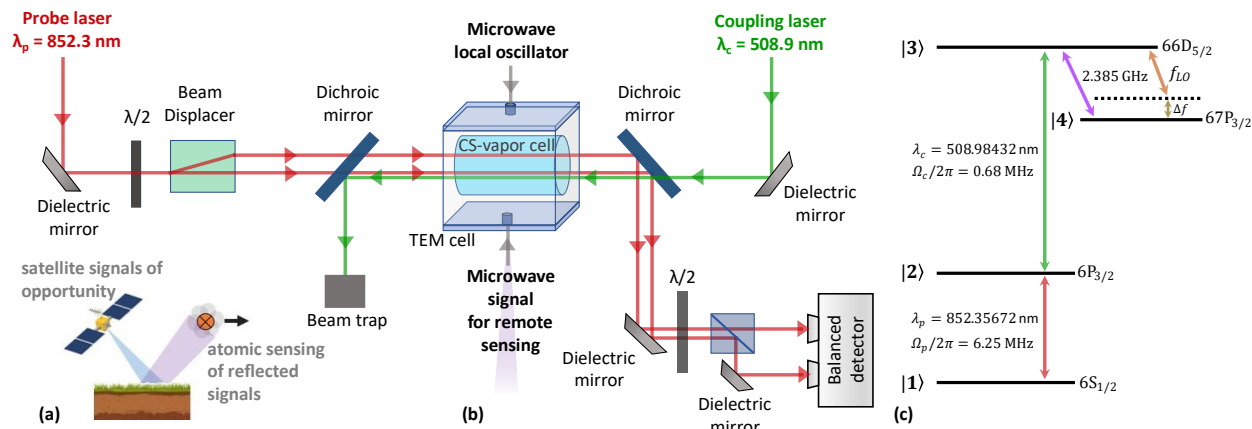 Probe laser
λp = 852.3 nm
Beam
Displacer
λ/2
Dielectric
mirror
Dichroic
mirror
Microwave
local oscillator
CS-vapor cell
TEM cell
Dichroic
mirror
Coupling laser
λc = 508.9 nm
Dielectric
mirror
Beam trap
Microwave
signal
for remote
sensing
λ/2
Dielectric
mirror
Dielectric
mirror
Balanced
detector
satellite signals of
opportunity
atomic sensing
of reflected
signals
(a)
(b)
(c)
|3⟩
66D5/2
2.385 GHz
fLO
Δf
|4⟩
67P3/2
λc = 508.98432 nm
Ωc/2π = 0.68 MHz
|2⟩
6P3/2
λp = 852.35672 nm
Ωp/2π = 6.25 MHz
|1⟩
6S1/2